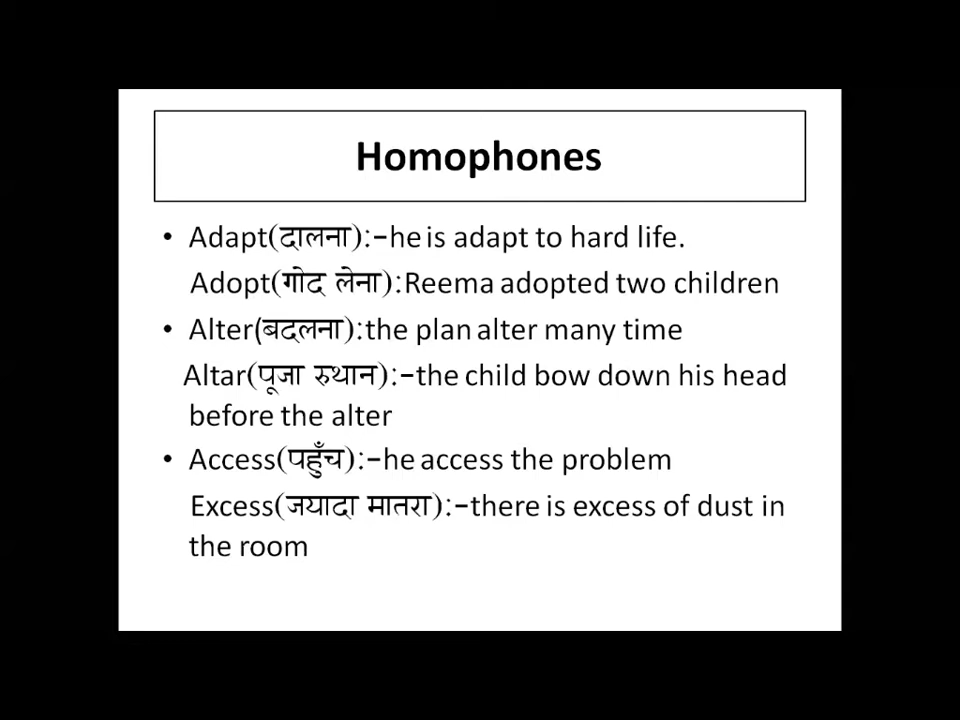 Homophones
• Adapt(दालना):-he is adapt to hard life.
Adopt(गोद लेना):Reema adopted two children
• Alter(बदलना):the plan alter many time
Altar(पूजा रुथान):-the child bow down his head
before the alter
• Access(पहुँच):-he access the problem
Excess(जयादा मातरा):-there is excess of dust in
the room